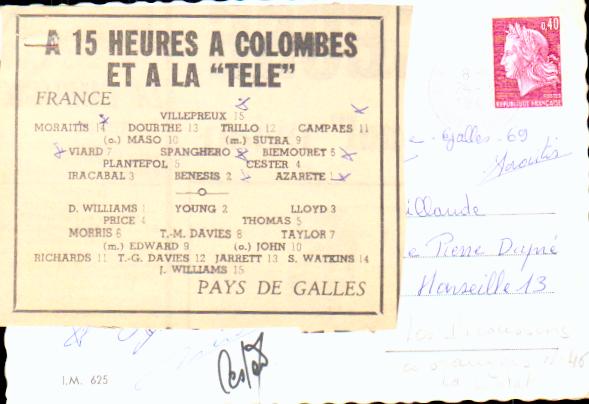 A 15 HEURES A COLOMBES
ET A LA "TELE"
FRANCE
VILLEPREUX 15
MORAITIS 14 DOURTHE 13 TRILLO 12 CAMPAES 11
(o.) MASO 10 (m.) SUTRA 9
VIARD 7 SPANGHERO 8 BIEMOURET 6
PLANTEFOL 5 CESTER 4
IRACABAL 3 BENESIS 2 AZARETE 1
D. WILLIAMS 1 YOUNG 2 LLOYD 3
PRICE 4 THOMAS 5
MORRIS 6 T.-M. DAVIES 8 TAYLOR 7
(m.) EDWARD 9 (o.) JOHN 10
RICHARDS 11 T.-G. DAVIES 12 JARRETT 13 S. WATKINS 14
J. WILLIAMS 15
PAYS DE GALLES
0,40
REPUBLIQUE FRANÇAISE
Galles - 69
illaude
e Pierre Dupré
Marseille 13
I.M. 625
Cester